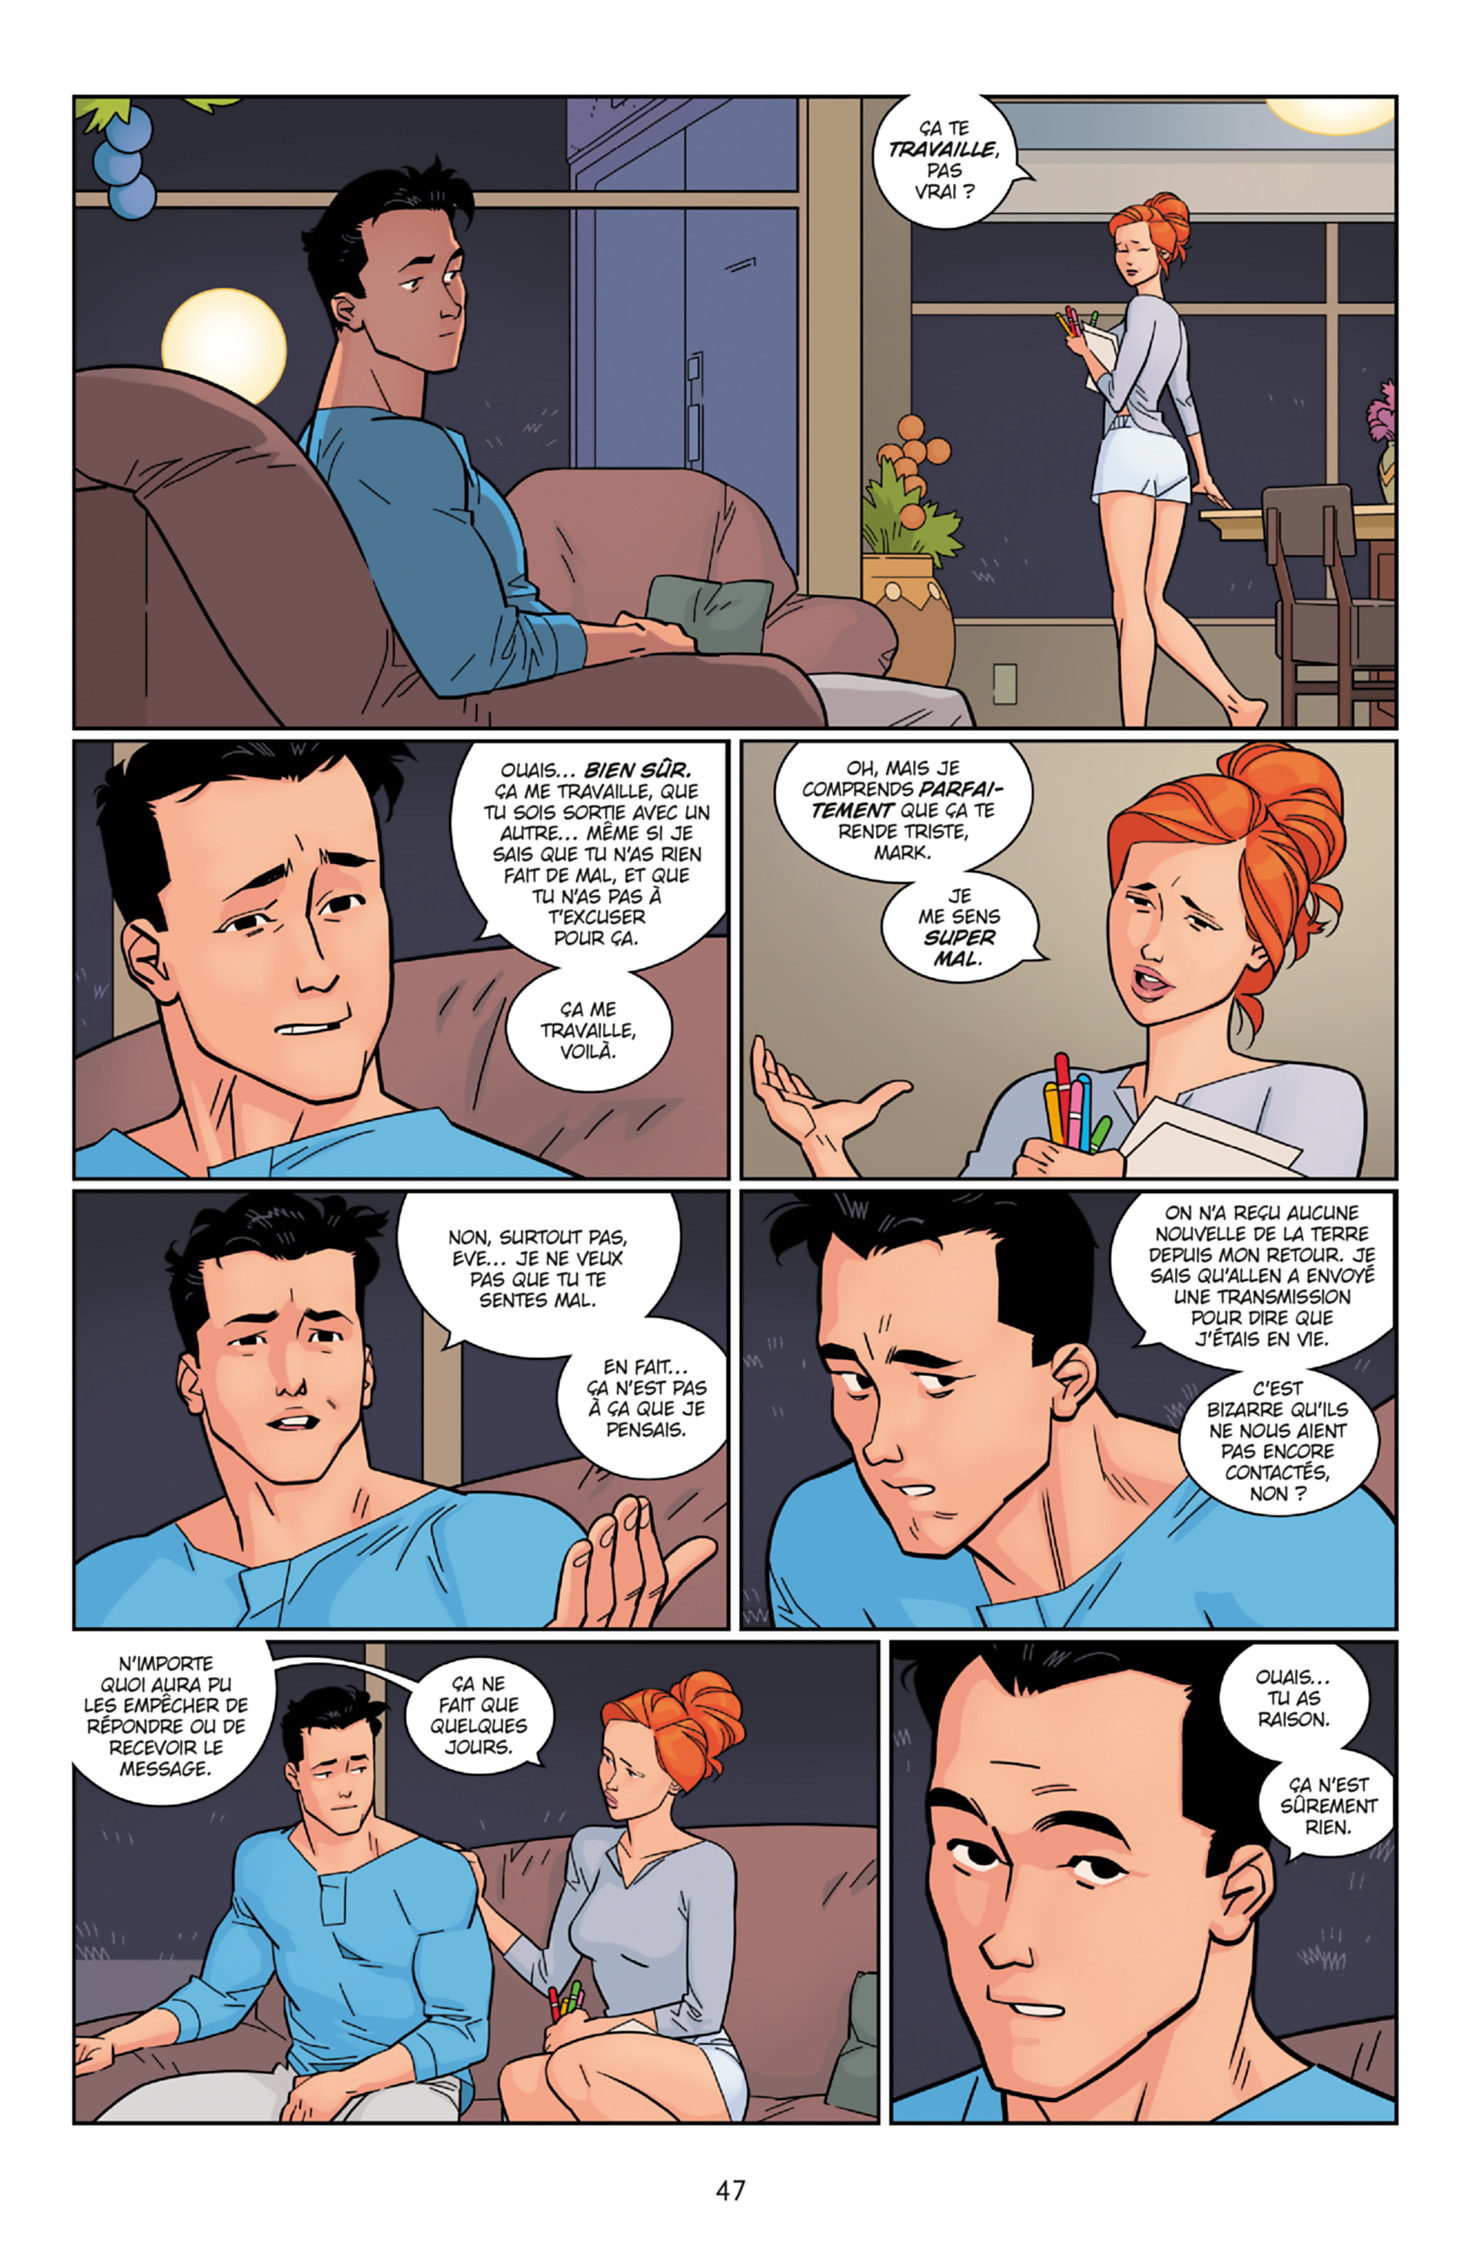 ÇA TE
TRAVAILLE,
PAS
VRAI ?
OUAIS... BIEN SÛR.
ÇA ME TRAVAILLE, QUE
TU SOIS SORTIE AVEC UN
AUTRE... MÊME SI JE
SAIS QUE TU N'AS RIEN
FAIT DE MAL, ET QUE
TU N'AS PAS À
T'EXCUSER
POUR ÇA.
ÇA ME
TRAVAILLE,
VOILÀ.
OH, MAIS JE
COMPRENDS PARFAI-
TEMENT QUE ÇA TE
RENDE TRISTE,
MARK.
JE
ME SENS
SUPER
MAL.
NON, SURTOUT PAS,
EVE... JE NE VEUX
PAS QUE TU TE
SENTES MAL.
EN FAIT...
ÇA N'EST PAS
À ÇA QUE JE
PENSAIS.
ON N'A REÇU AUCUNE
NOUVELLE DE LA TERRE
DEPUIS MON RETOUR. JE
SAIS QU'ALLEN A ENVOYÉ
UNE TRANSMISSION
POUR DIRE QUE
J'ÉTAIS EN VIE.
C'EST
BIZARRE QU'ILS
NE NOUS AIENT
PAS ENCORE
CONTACTÉS,
NON ?
N'IMPORTE
QUOI AURA PU
LES EMPÊCHER DE
RÉPONDRE OU DE
RECEVOIR LE
MESSAGE.
ÇA NE
FAIT QUE
QUELQUES
JOURS.
OUAIS...
TU AS
RAISON.
ÇA N'EST
SÛREMENT
RIEN.
47